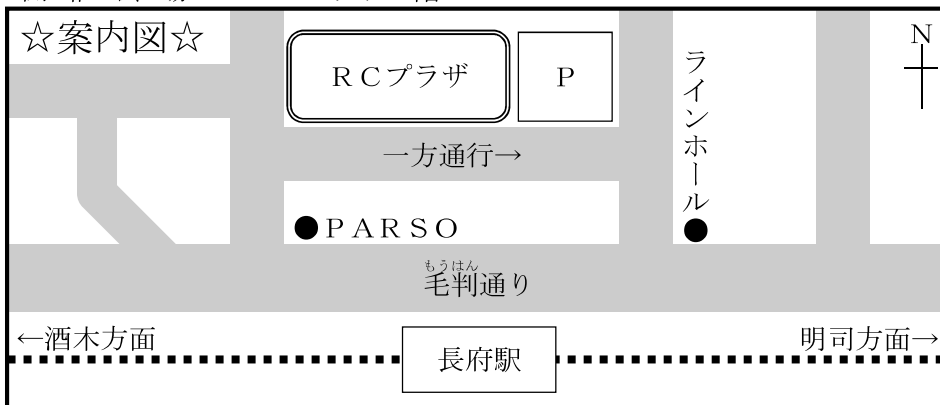 ☆案内図☆
N
RCプラザ
P
ラインホール
一方通行→
●PARSO
もうはん
毛判通り
←酒木方面
明司方面→
長府駅